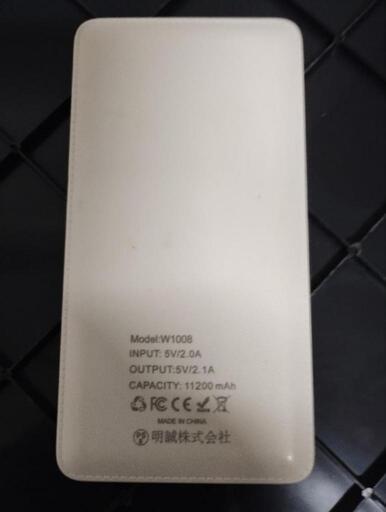 Model:W1008
INPUT: 5V/2.0A
OUTPUT:5V/2.1A
CAPACITY: 11200 mAh
MADE IN CHINA
明誠株式会社